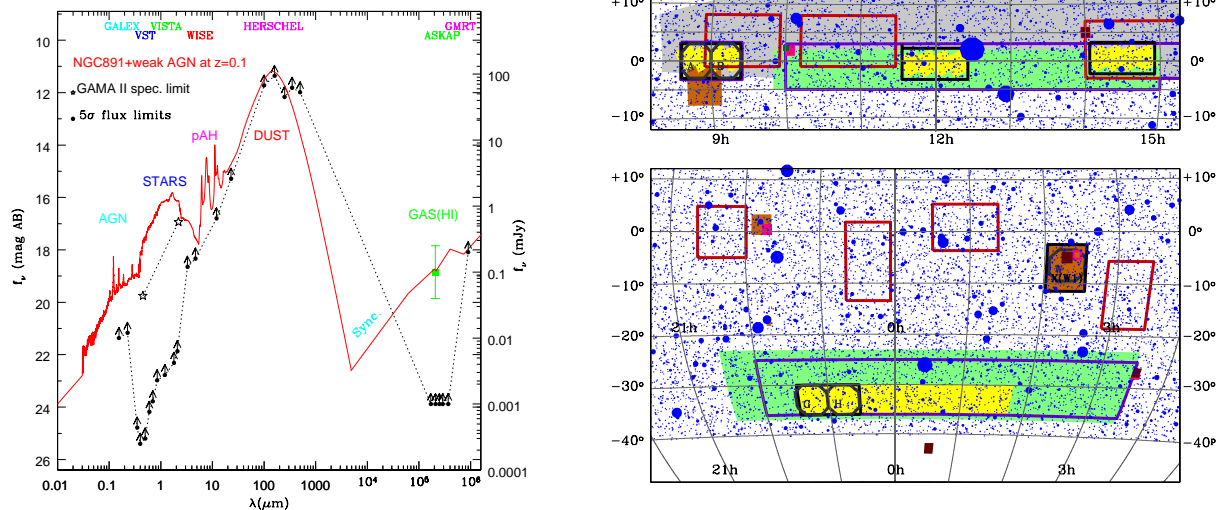 GALEX VISTA HERSCHEL GMRT
VST WISE ASKAP
NGC891+weak AGN at z=0.1
GAMA II spec. limit
5σ flux limits
pAH DUST
STARS
AGN GAS(HI)
Sync.
10
12
14
16
18
20
22
24
26
f_ν (mag AB)
100
10
1
0.1
0.01
0.001
0.0001
f_ν (mJy)
0.01 0.1 1 10 100 1000 10⁴ 10⁵ 10⁶
λ(μm)
+10° +10°
0° 0°
−10° −10°
A B
9h 12h 15h
+10° +10°
0° 0°
−10° −10°
−20° −20°
−30° −30°
−40° −40°
21h 0h 3h
G H
21h 0h 3h